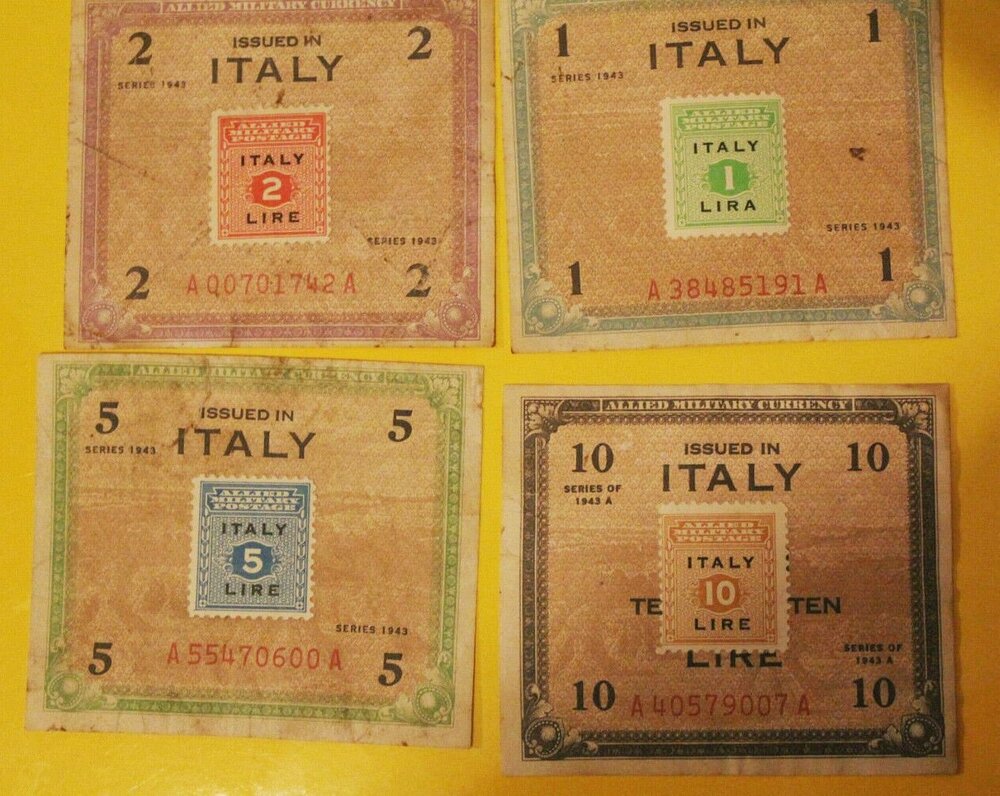 ALLIED MILITARY CURRENCY
2 ISSUED IN 2
ITALY
SERIES 1943
ALLIED
MILITARY
POSTAGE
ITALY
2
LIRE
SERIES 1943
2 2
A00701742A
1 ISSUED IN 1
ITALY
SERIES 1943
ALLIED
MILITARY
POSTAGE
ITALY
1
LIRA
SERIES 1943
1 1
A38485191A
ALLIED MILITARY CURRENCY
5 ISSUED IN 5
ITALY
SERIES 1943
ALLIED
MILITARY
POSTAGE
ITALY
5
LIRE
SERIES 1943
A55470600A
5 5
ALLIED MILITARY CURRENCY
10 ISSUED IN 10
ITALY
SERIES OF
1943 A
ALLIED
MILITARY
POSTAGE
ITALY
10
TE TEN
LIRE
LIRE
SERIES OF
1943 A
10 A40579007A 10